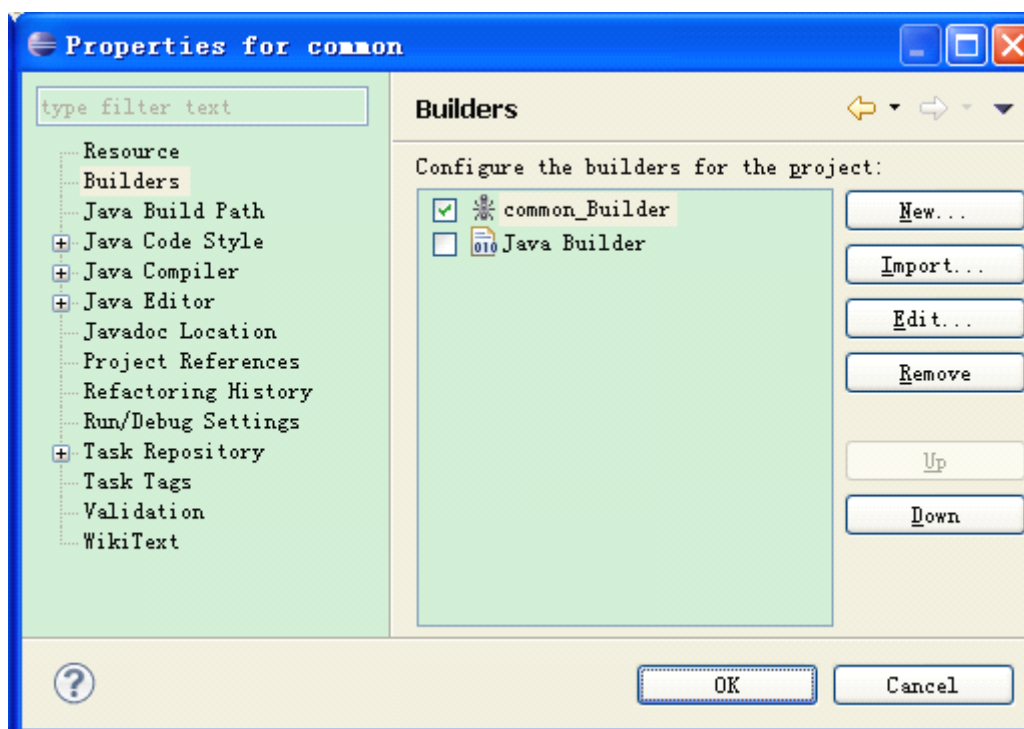 Properties for common
type filter text
Resource
Builders
Java Build Path
Java Code Style
Java Compiler
Java Editor
Javadoc Location
Project References
Refactoring History
Run/Debug Settings
Task Repository
Task Tags
Validation
WikiText
Builders
Configure the builders for the project:
common_Builder
010 Java Builder
New...
Import...
Edit...
Remove
Up
Down
?
OK
Cancel